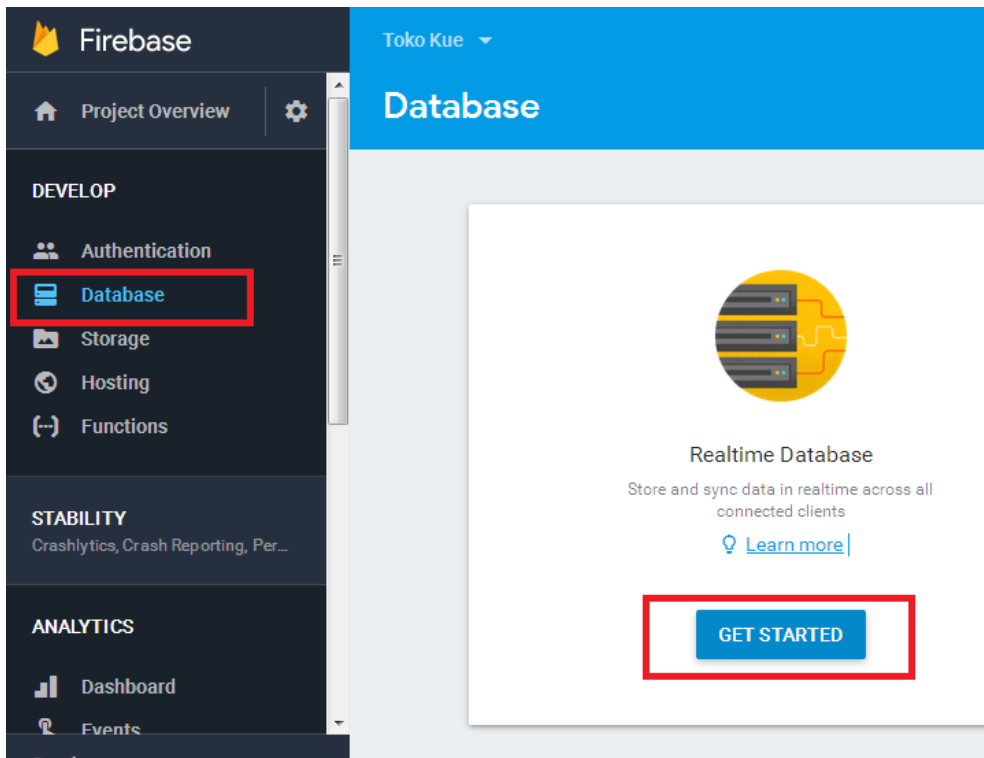 Firebase
Project Overview
DEVELOP
Authentication
Database
Storage
Hosting
Functions
STABILITY
Crashlytics, Crash Reporting, Per...
ANALYTICS
Dashboard
Events
Toko Kue
Database
Realtime Database
Store and sync data in realtime across all
connected clients
Learn more
GET STARTED